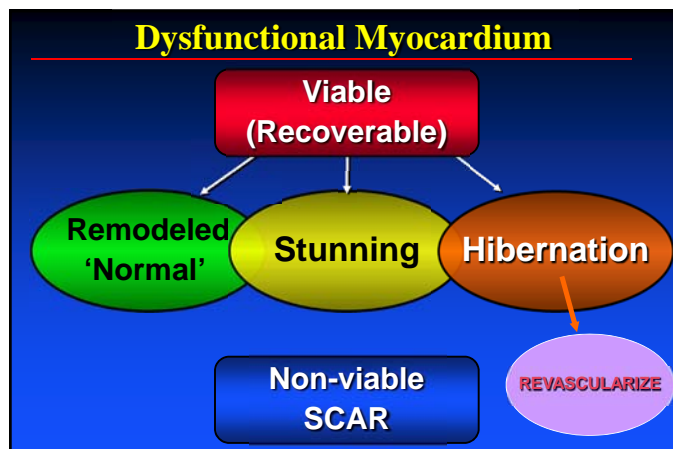 Dysfunctional Myocardium
Viable
(Recoverable)
Remodeled
'Normal'
Stunning
Hibernation
REVASCULARIZE
Non-viable
SCAR